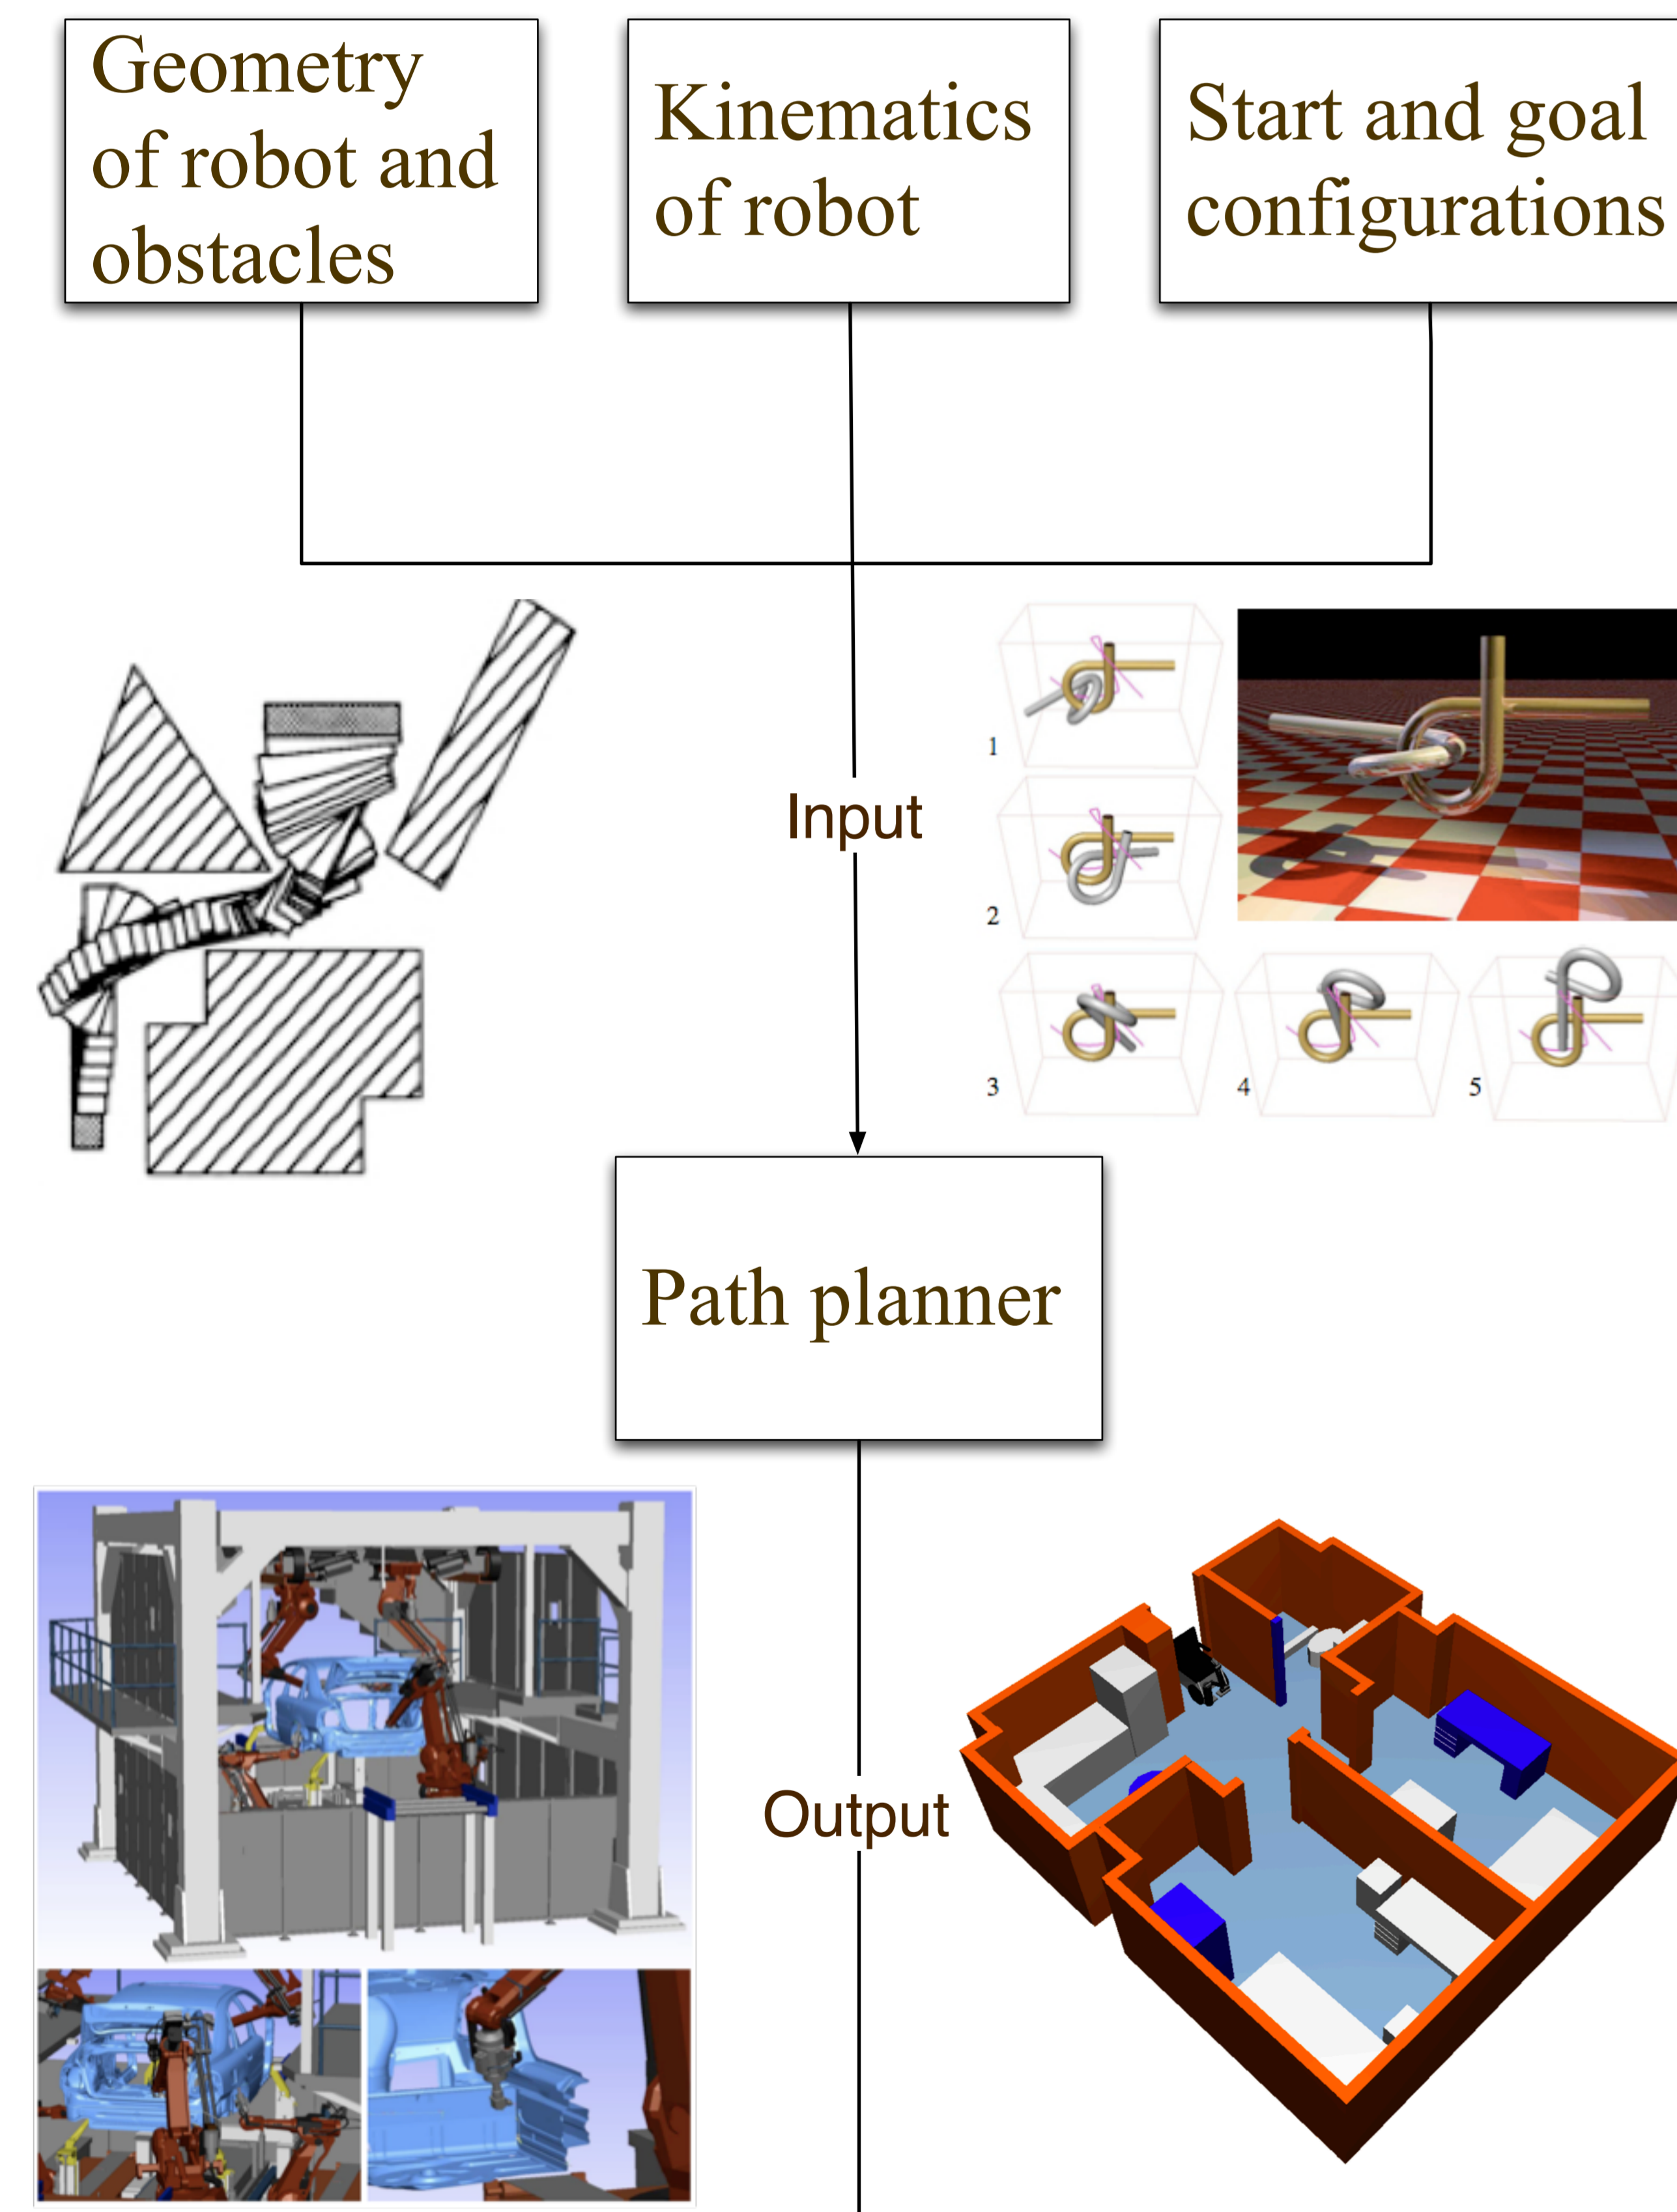 Geometry
of robot and
obstacles
Kinematics
of robot
Start and goal
configurations
Input
1
2
3
4
5
Path planner
Output